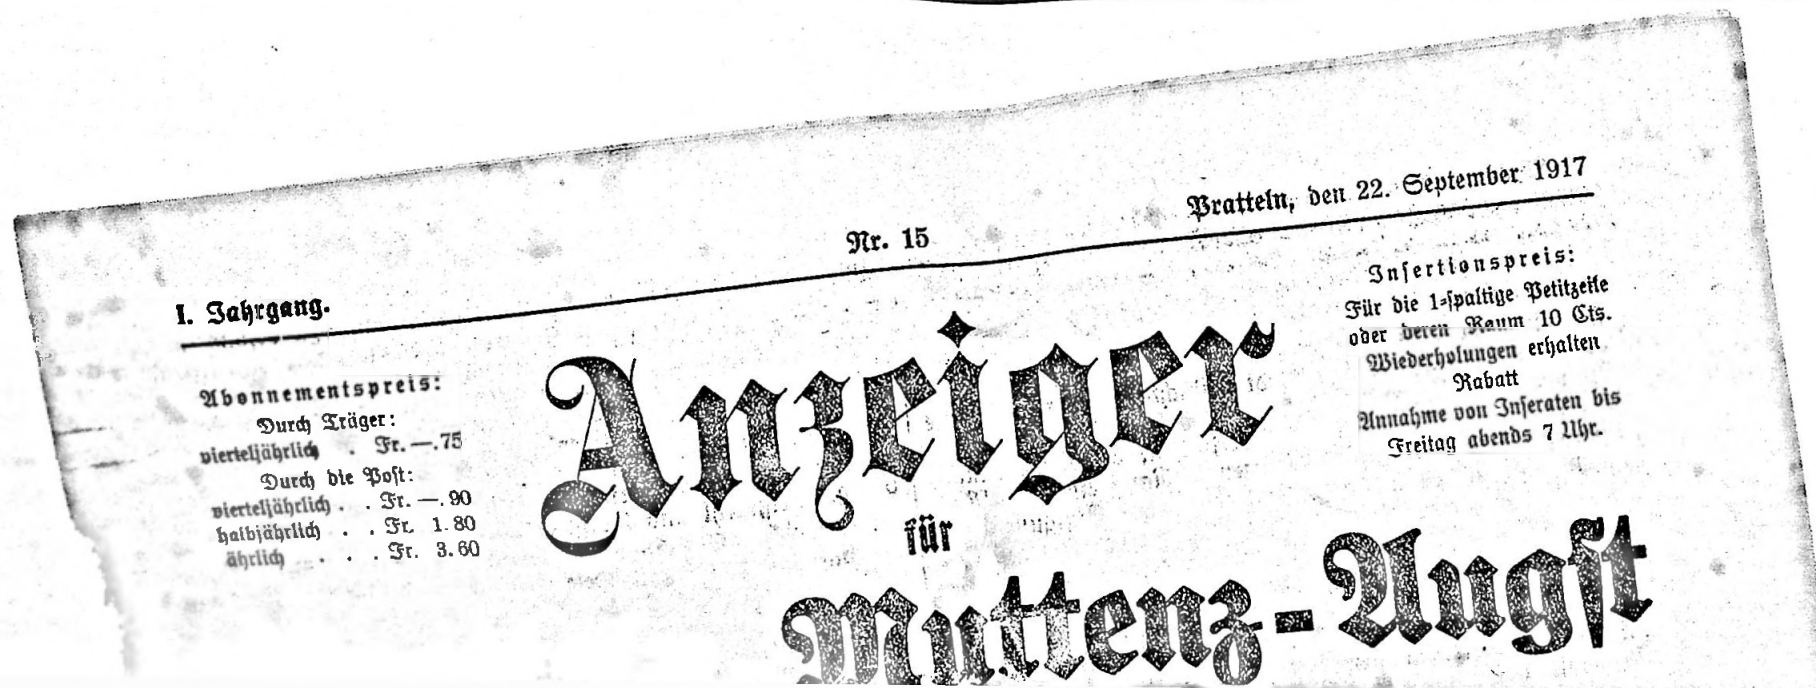 I. Jahrgang.
Nr. 15
Pratteln, den 22. September 1917
Abonnementspreis:
Durch Träger:
vierteljährlich . Fr. —.75
Durch die Post:
vierteljährlich . . Fr. —.90
halbjährlich . . Fr. 1.80
ährlich . . . Fr. 3.60
Anzeiger
für
Muttenz-Augst
Insertionspreis:
Für die 1-spaltige Petitzeile
oder deren Raum 10 Cts.
Wiederholungen erhalten
Rabatt
Annahme von Inseraten bis
Freitag abends 7 Uhr.